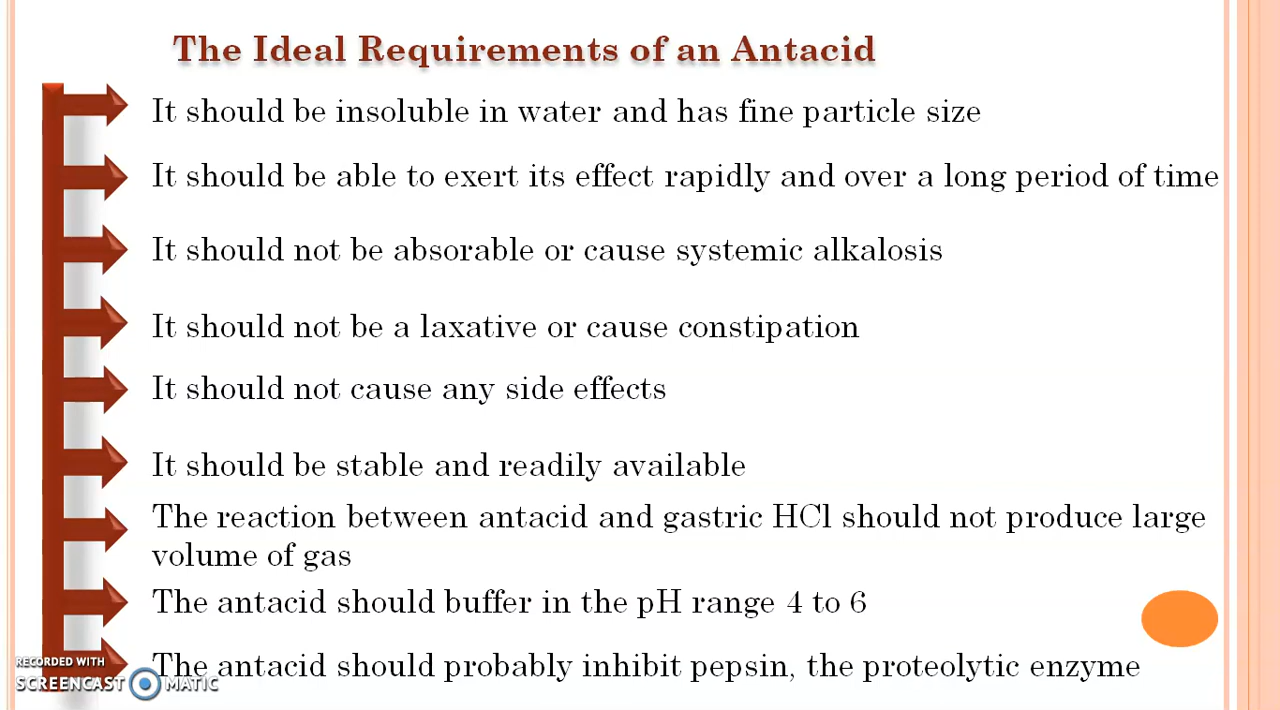 The Ideal Requirements of an Antacid
It should be insoluble in water and has fine particle size
It should be able to exert its effect rapidly and over a long period of time
It should not be absorable or cause systemic alkalosis
It should not be a laxative or cause constipation
It should not cause any side effects
It should be stable and readily available
The reaction between antacid and gastric HCl should not produce large
volume of gas
The antacid should buffer in the pH range 4 to 6
The antacid should probably inhibit pepsin, the proteolytic enzyme
RECORDED WITH
SCREENCAST MATIC